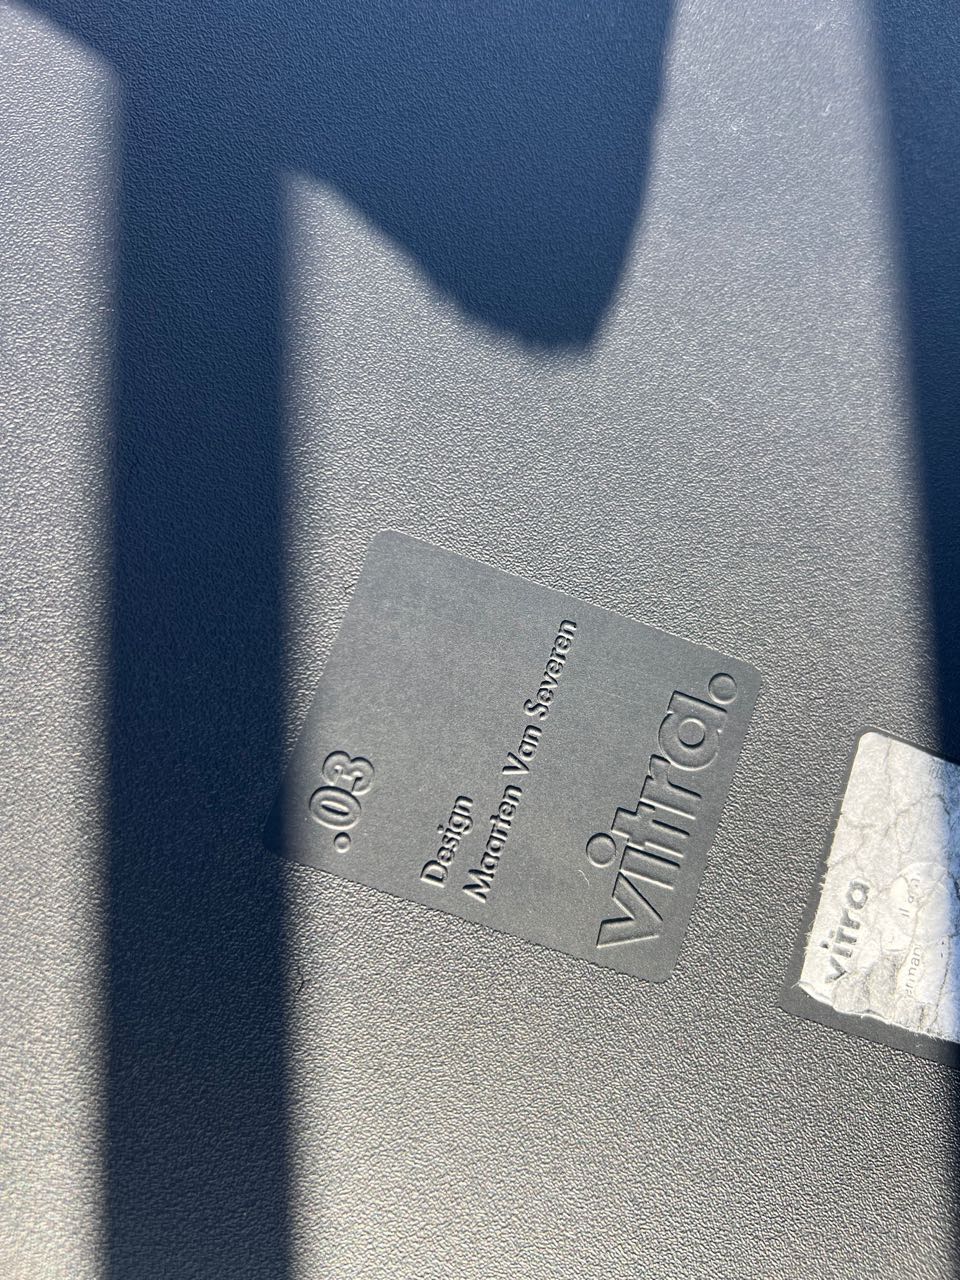 .03
Design
Maarten Van Severen
vitra.
vitra